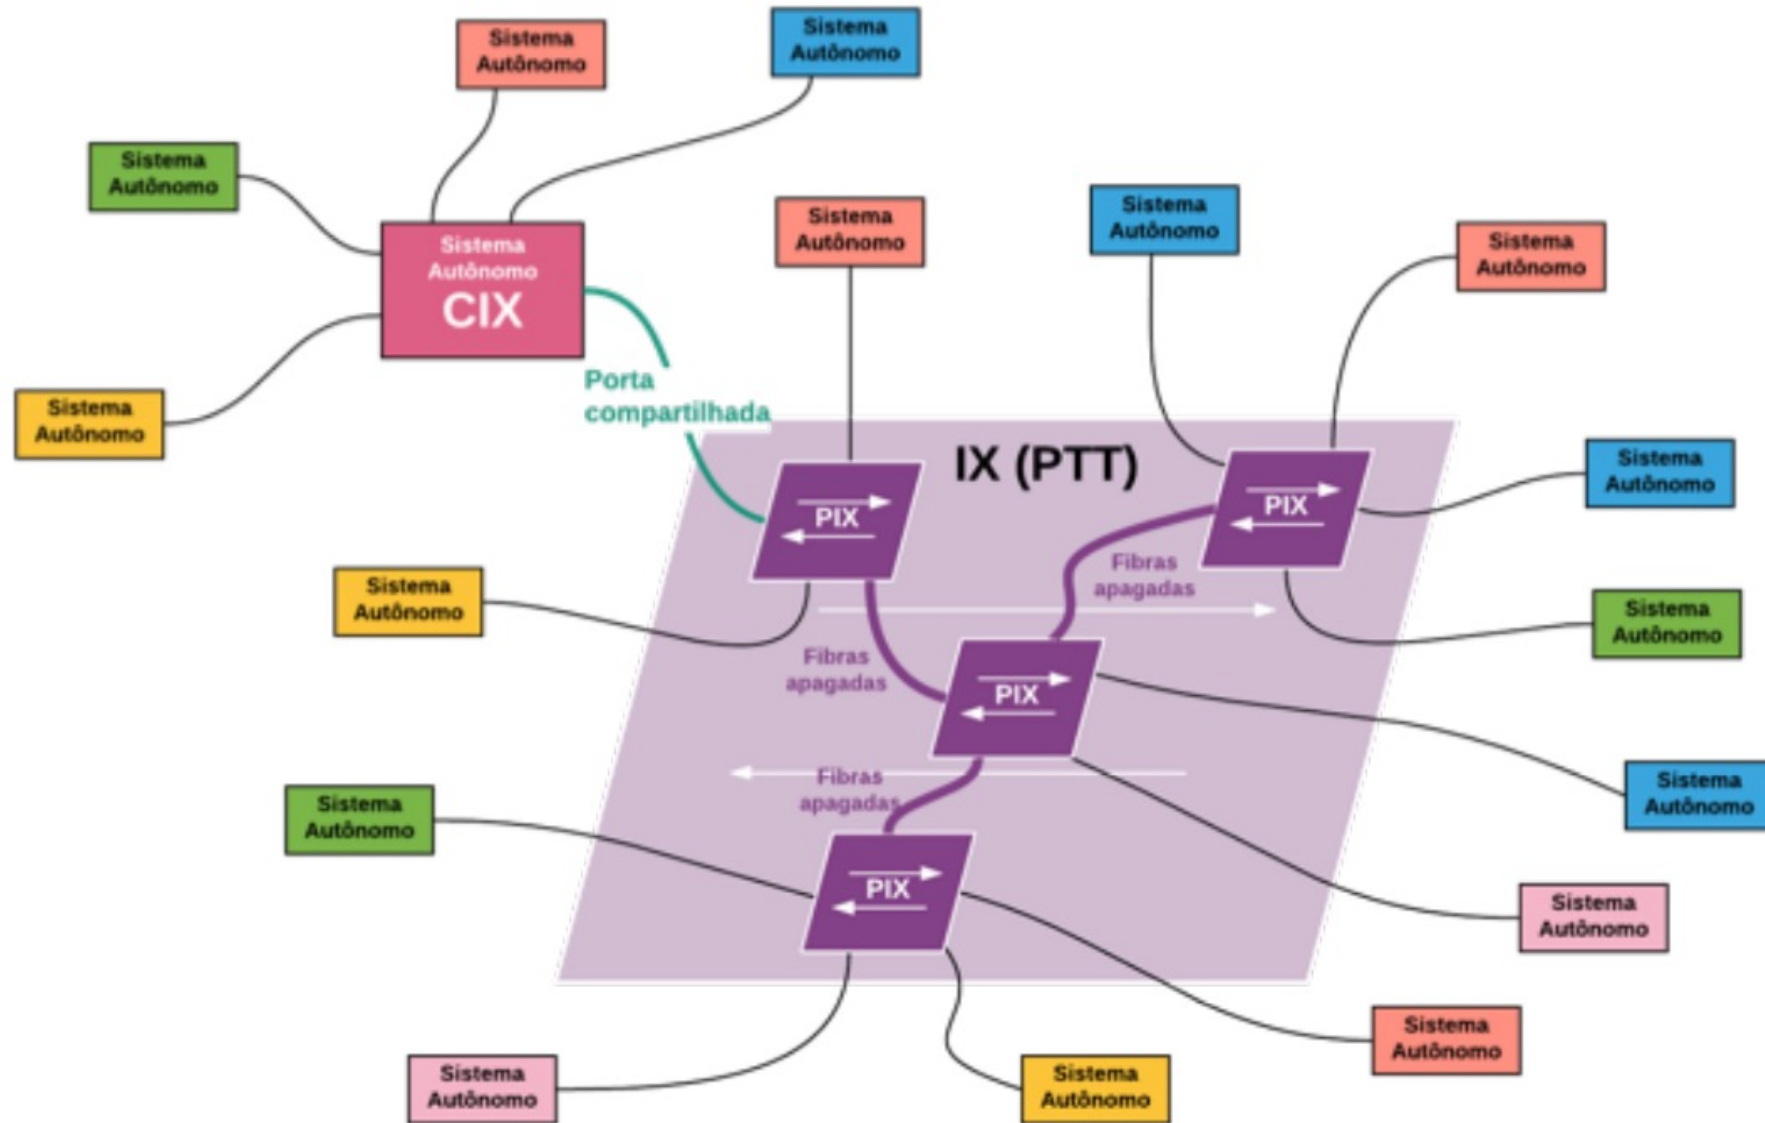 Sistema
Autônomo
Sistema
Autônomo
Sistema
Autônomo
Sistema
Autônomo
CIX
Sistema
Autônomo
Sistema
Autônomo
Sistema
Autônomo
Sistema
Autônomo
Porta
compartilhada
IX (PTT)
PIX
PIX
Sistema
Autônomo
Fibras
apagadas
Sistema
Autônomo
Sistema
Autônomo
Fibras
apagadas
PIX
Fibras
apagadas
Sistema
Autônomo
Sistema
Autônomo
PIX
Sistema
Autônomo
Sistema
Autônomo
Sistema
Autônomo
Sistema
Autônomo